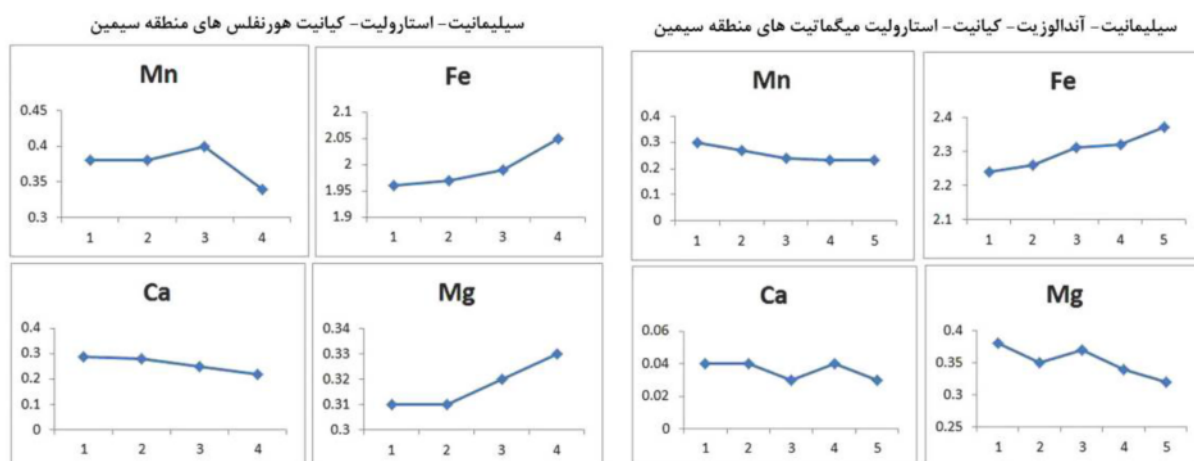 سیلیمانیت- آندالوزیت- کیانیت- استارولیت میگماتیت های منطقه سیمین
سیلیمانیت- استارولیت- کیانیت هورنفلس های منطقه سیمین
Mn
0.45
0.4
0.35
0.3
1 2 3 4
Fe
2.1
2.05
2
1.95
1.9
1 2 3 4
Mn
0.4
0.3
0.2
0.1
0
1 2 3 4 5
Fe
2.4
2.3
2.2
2.1
1 2 3 4 5
Ca
0.4
0.3
0.2
0.1
0
1 2 3 4
Mg
0.34
0.33
0.32
0.31
0.3
1 2 3 4
Ca
0.06
0.04
0.02
0
1 2 3 4 5
Mg
0.4
0.35
0.3
0.25
1 2 3 4 5